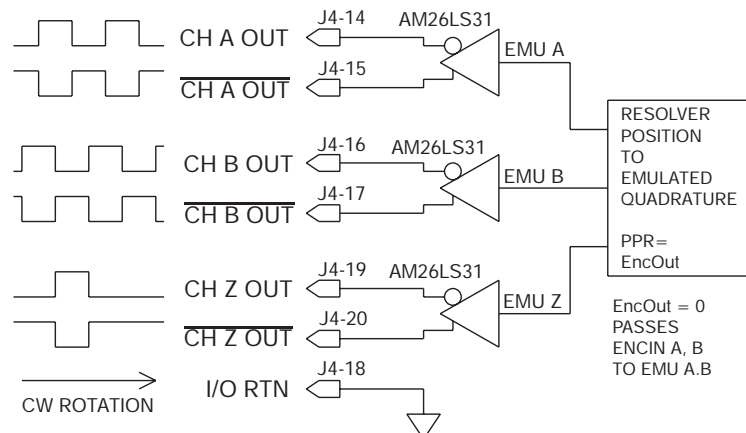 J4-14 AM26LS31
CH A OUT
EMU A
J4-15
CH A OUT
RESOLVER
POSITION
TO
EMULATED
QUADRATURE
PPR=
EncOut
J4-16 AM26LS31
CH B OUT
EMU B
J4-17
CH B OUT
J4-19 AM26LS31
CH Z OUT
EMU Z
J4-20
CH Z OUT
EncOut = 0
PASSES
ENCIN A, B
TO EMU A.B
J4-18
I/O RTN
CW ROTATION